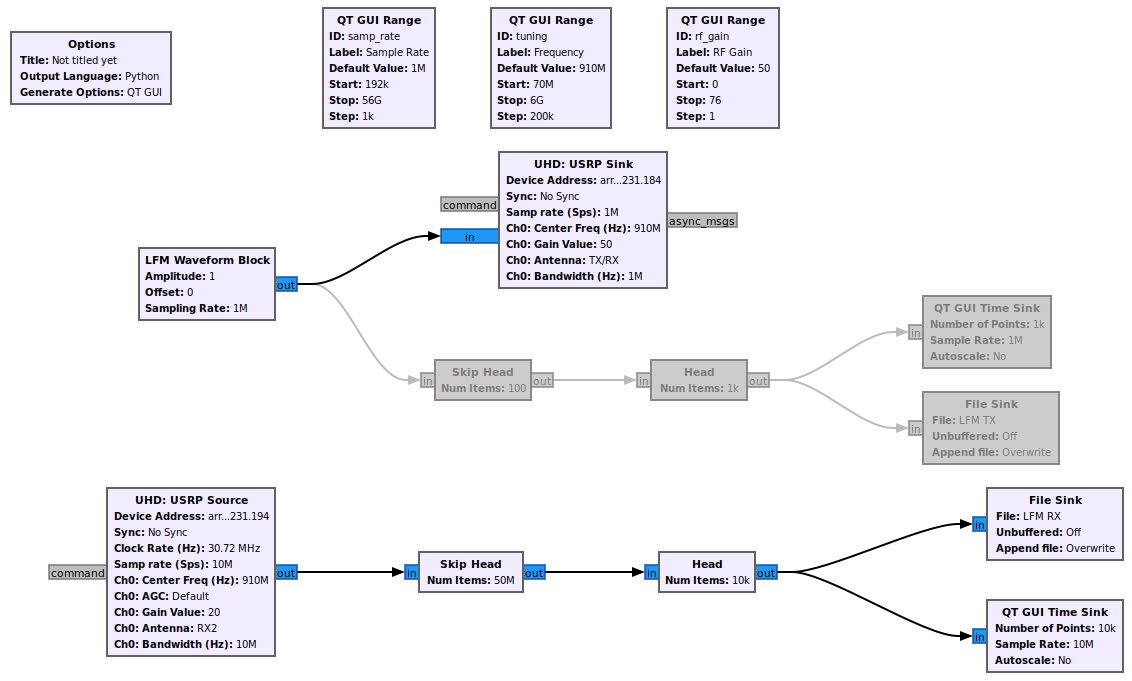 Options
Title: Not titled yet
Output Language: Python
Generate Options: QT GUI
QT GUI Range
ID: samp_rate
Label: Sample Rate
Default Value: 1M
Start: 192k
Stop: 56G
Step: 1k
QT GUI Range
ID: tuning
Label: Frequency
Default Value: 910M
Start: 70M
Stop: 6G
Step: 200k
QT GUI Range
ID: rf_gain
Label: RF Gain
Default Value: 50
Start: 0
Stop: 76
Step: 1
UHD: USRP Sink
Device Address: arr...231.184
Sync: No Sync
Samp rate (Sps): 1M
Ch0: Center Freq (Hz): 910M
Ch0: Gain Value: 50
Ch0: Antenna: TX/RX
Ch0: Bandwidth (Hz): 1M
command
in
async_msgs
LFM Waveform Block
Amplitude: 1
Offset: 0
Sampling Rate: 1M
out
in
Skip Head
Num Items: 100
out
in
Head
Num Items: 1k
out
in
QT GUI Time Sink
Number of Points: 1k
Sample Rate: 1M
Autoscale: No
in
File Sink
File: LFM TX
Unbuffered: Off
Append file: Overwrite
command
UHD: USRP Source
Device Address: arr...231.194
Sync: No Sync
Clock Rate (Hz): 30.72 MHz
Samp rate (Sps): 10M
Ch0: Center Freq (Hz): 910M
Ch0: AGC: Default
Ch0: Gain Value: 20
Ch0: Antenna: RX2
Ch0: Bandwidth (Hz): 10M
out
in
Skip Head
Num Items: 50M
out
in
Head
Num Items: 10k
out
in
File Sink
File: LFM RX
Unbuffered: Off
Append file: Overwrite
in
QT GUI Time Sink
Number of Points: 10k
Sample Rate: 10M
Autoscale: No